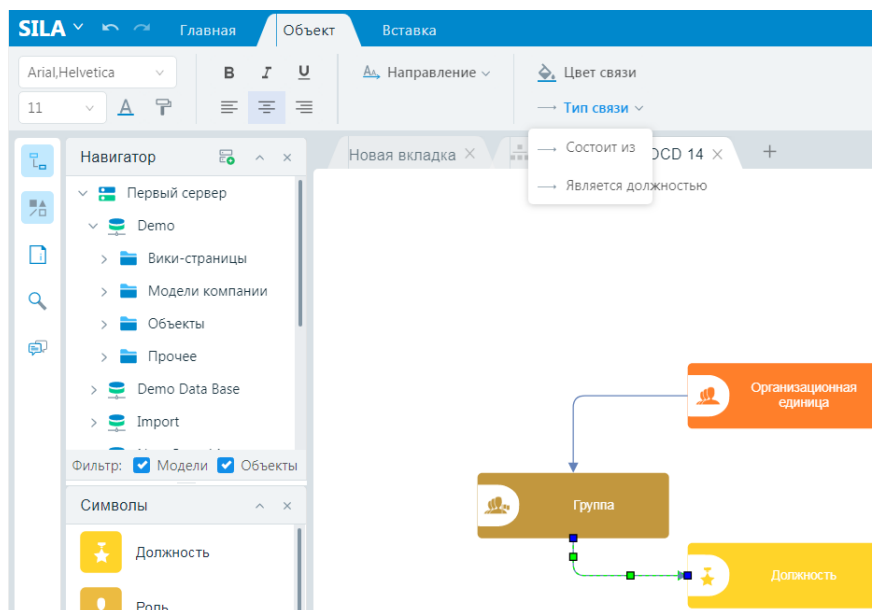 SILA Главная Объект Вставка
Arial,Helvetica B I U Направление Цвет связи
11 A Тип связи
Навигатор Новая вкладка OCD 14
Состоит из
Является должностью
Первый сервер
Demo
Вики-страницы
Модели компании
Объекты
Прочее
Demo Data Base
Import
Фильтр: Модели Объекты
Символы
Должность
Роль
Организационная
единица
Группа
Должность